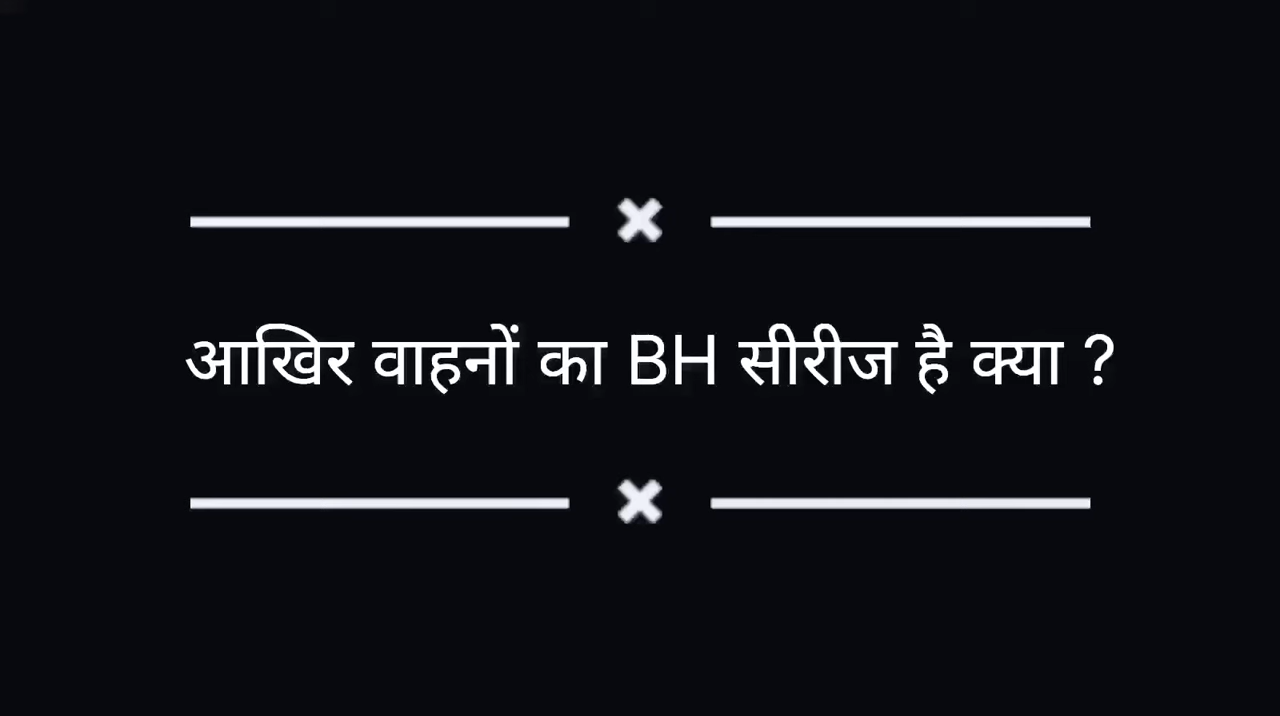 आखिर वाहनों का BH सीरीज है क्या ?